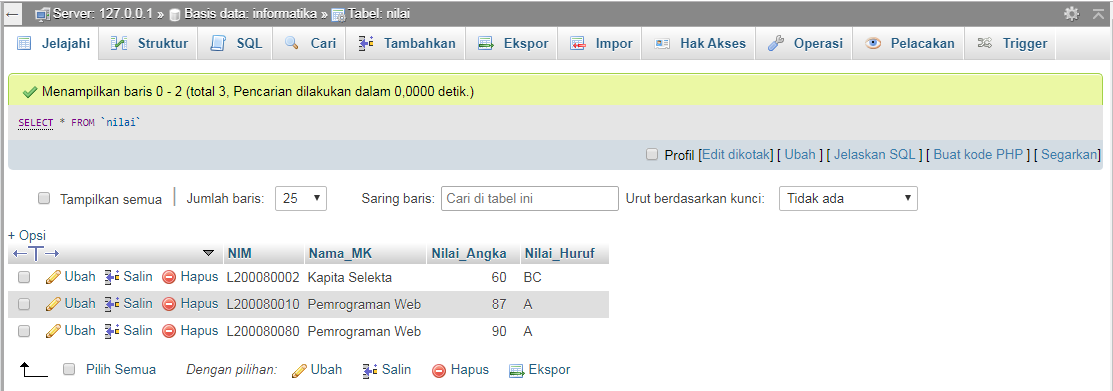 Server: 127.0.0.1 » Basis data: informatika » Tabel: nilai
Jelajahi Struktur SQL Cari Tambahkan Ekspor Impor Hak Akses Operasi Pelacakan Trigger
Menampilkan baris 0 - 2 (total 3, Pencarian dilakukan dalam 0,0000 detik.)
SELECT * FROM `nilai`
Profil [Edit dikotak] [ Ubah ] [ Jelaskan SQL ] [ Buat kode PHP ] [ Segarkan]
Tampilkan semua | Jumlah baris: 25 Saring baris: Cari di tabel ini Urut berdasarkan kunci: Tidak ada
+ Opsi
←T→ NIM Nama_MK Nilai_Angka Nilai_Huruf
Ubah Salin Hapus L200080002 Kapita Selekta 60 BC
Ubah Salin Hapus L200080010 Pemrograman Web 87 A
Ubah Salin Hapus L200080080 Pemrograman Web 90 A
Pilih Semua Dengan pilihan: Ubah Salin Hapus Ekspor